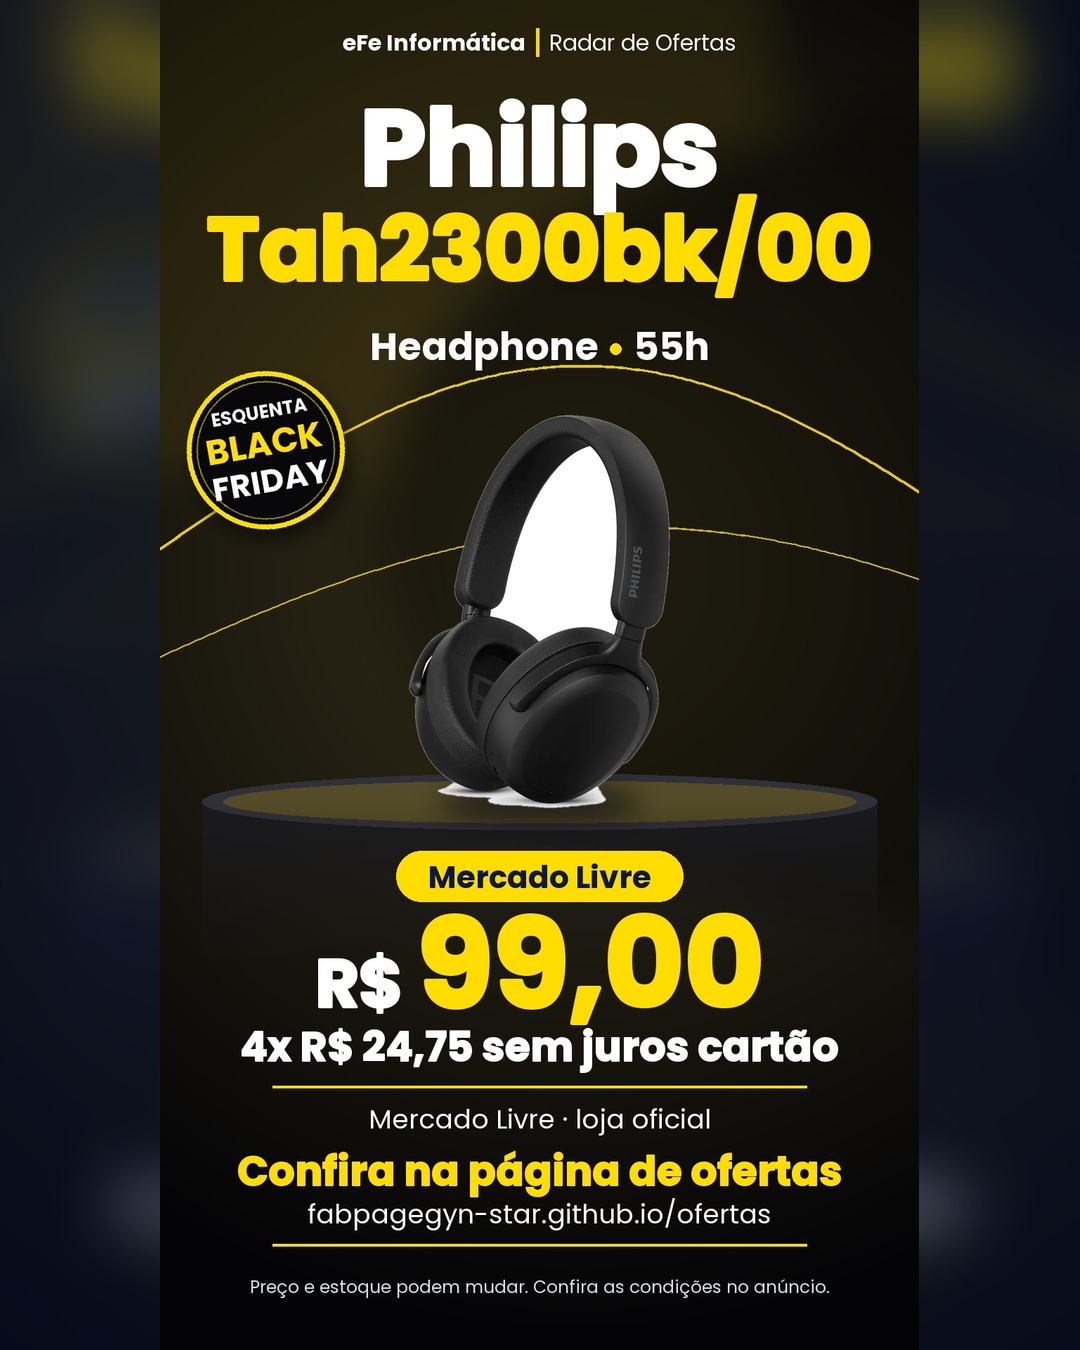 eFe Informática | Radar de Ofertas
Philips
Tah2300bk/00
Headphone • 55h
ESQUENTA
BLACK
FRIDAY
PHILIPS
Mercado Livre
R$ 99,00
4x R$ 24,75 sem juros cartão
Mercado Livre · loja oficial
Confira na página de ofertas
fabpagegyn-star.github.io/ofertas
Preço e estoque podem mudar. Confira as condições no anúncio.